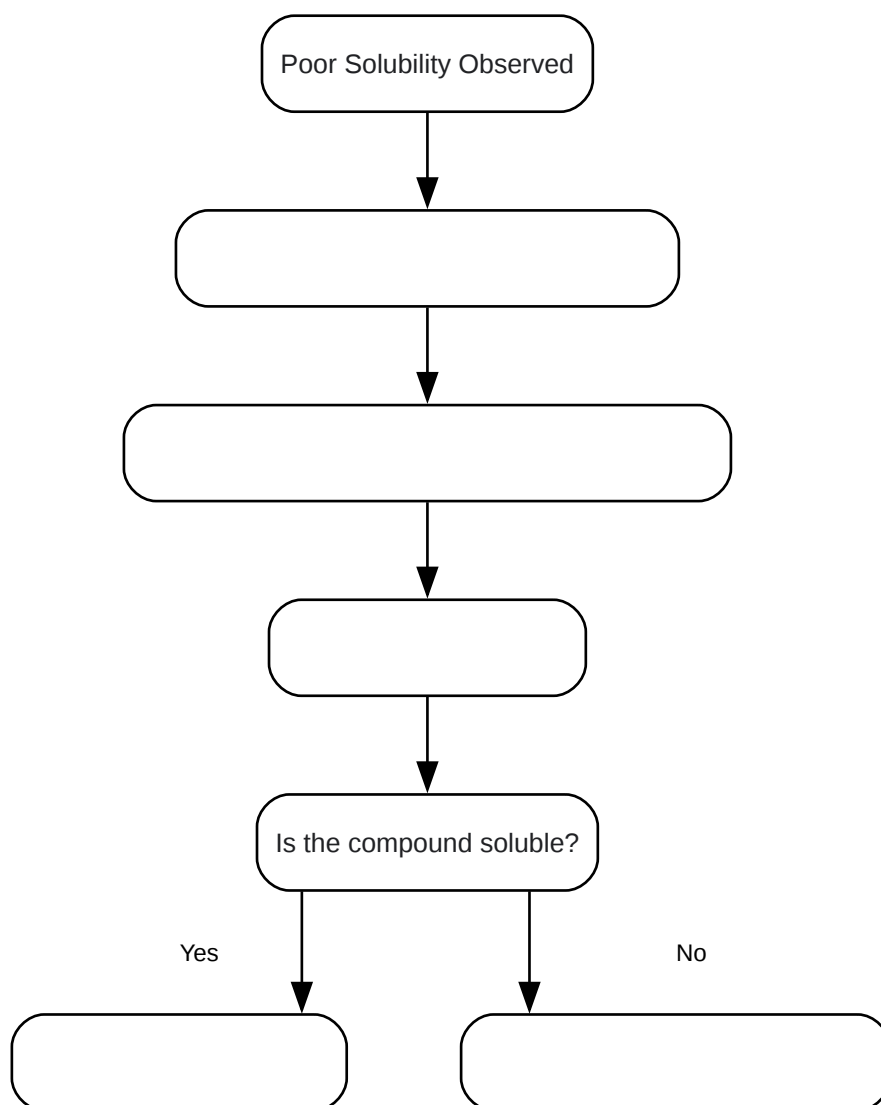 Poor Solubility Observed
Is the compound soluble?
Yes
No